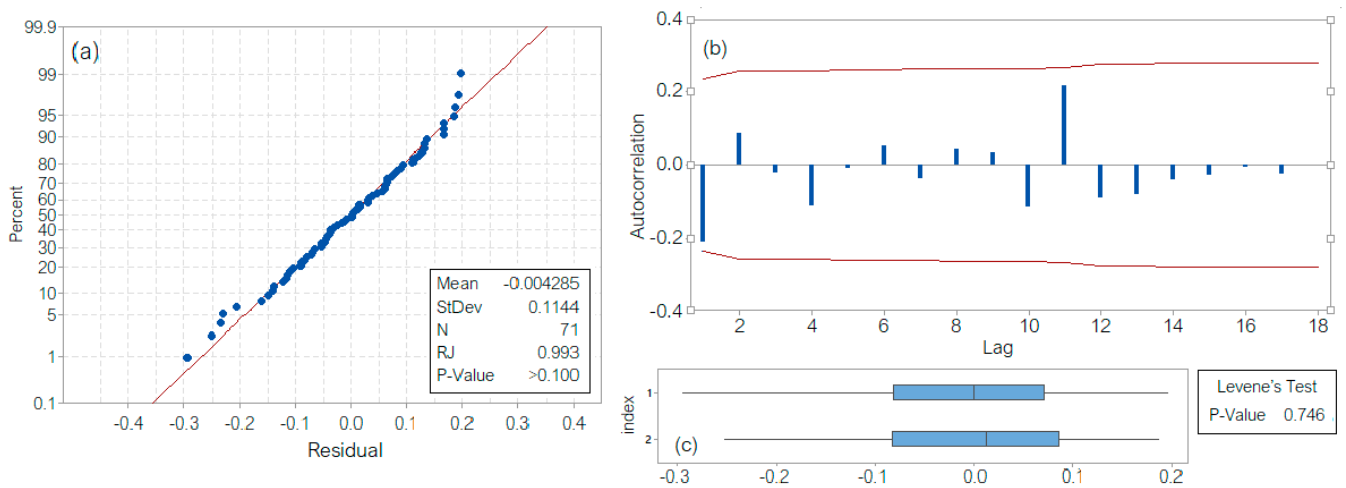 (a)
99.9
99
95
90
80
70
60
50
40
30
20
10
5
1
0.1
Percent
-0.4
-0.3
-0.2
-0.1
0.0
0.1
0.2
0.3
0.4
Residual
Mean -0.004285
StDev 0.1144
N 71
RJ 0.993
P-Value >0.100
(b)
0.4
0.2
0.0
-0.2
-0.4
Autocorrelation
2 4 6 8 10 12 14 16 18
Lag
index
1
2
(c)
-0.3 -0.2 -0.1 0.0 0.1 0.2
Levene's Test
P-Value 0.746